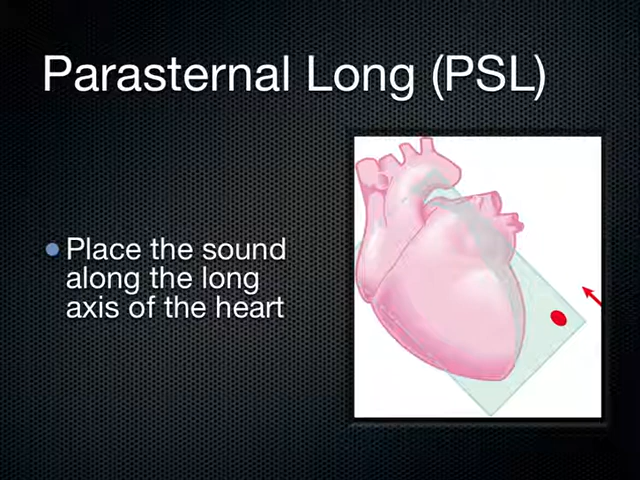 Parasternal Long (PSL)
Place the sound
along the long
axis of the heart